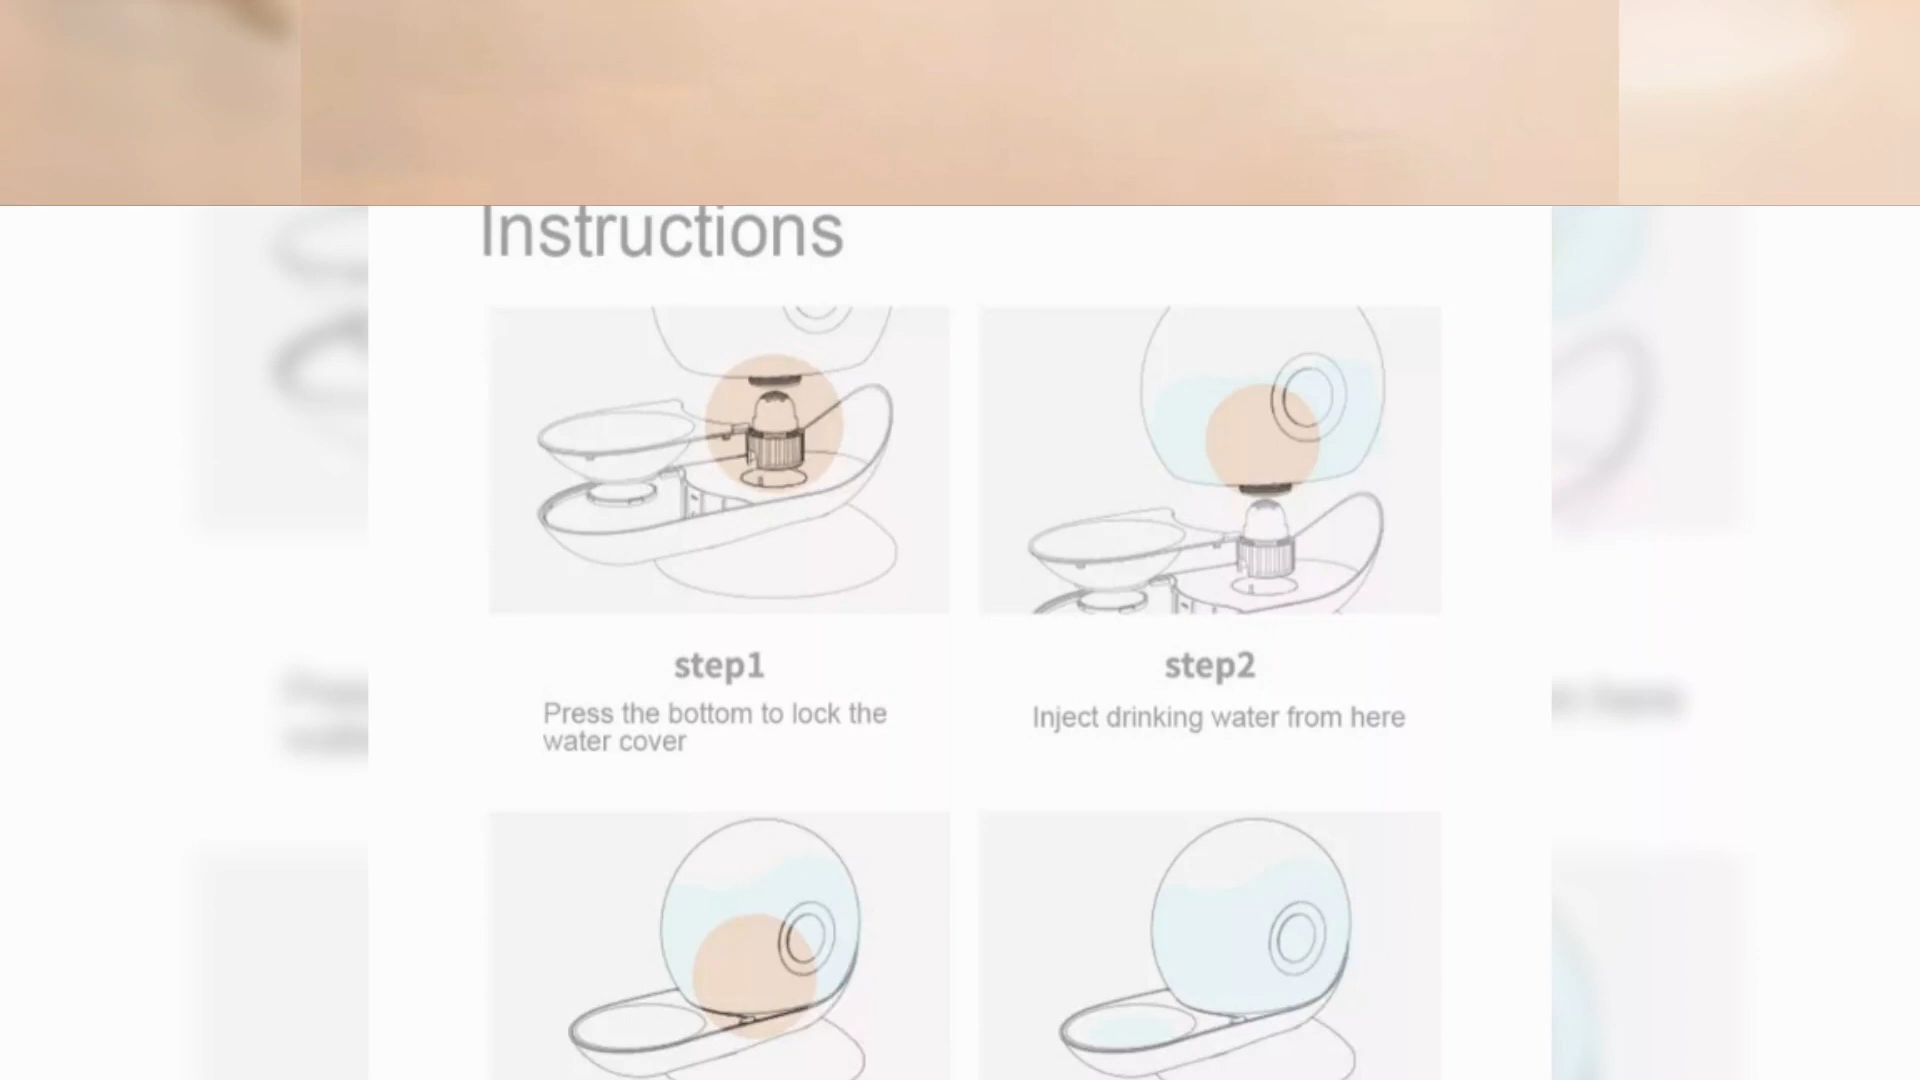 Instructions
step1
step2
Press the bottom to lock the
water cover
Inject drinking water from here